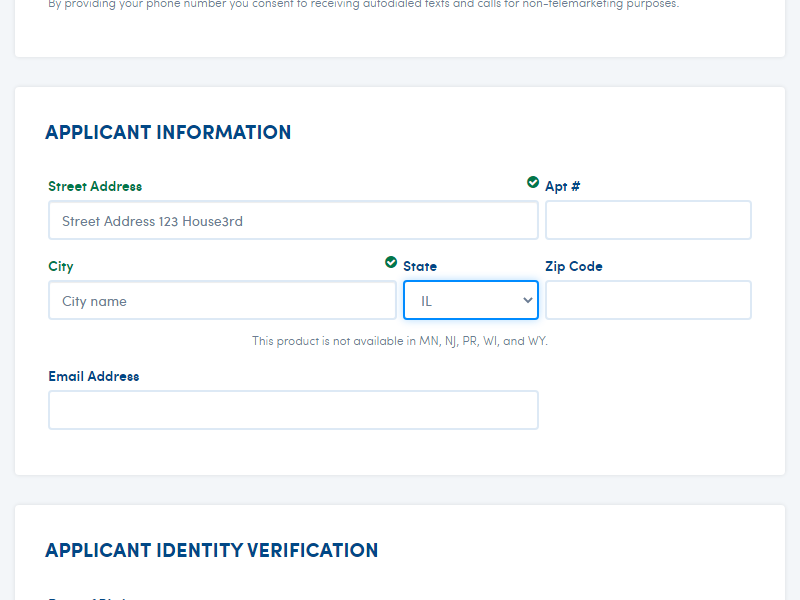 By providing your phone number you consent to receiving autodialed texts and calls for non-telemarketing purposes.
APPLICANT INFORMATION
Street Address
Apt #
Street Address 123 House3rd
City
State
Zip Code
City name
IL
This product is not available in MN, NJ, PR, WI, and WY.
Email Address
APPLICANT IDENTITY VERIFICATION